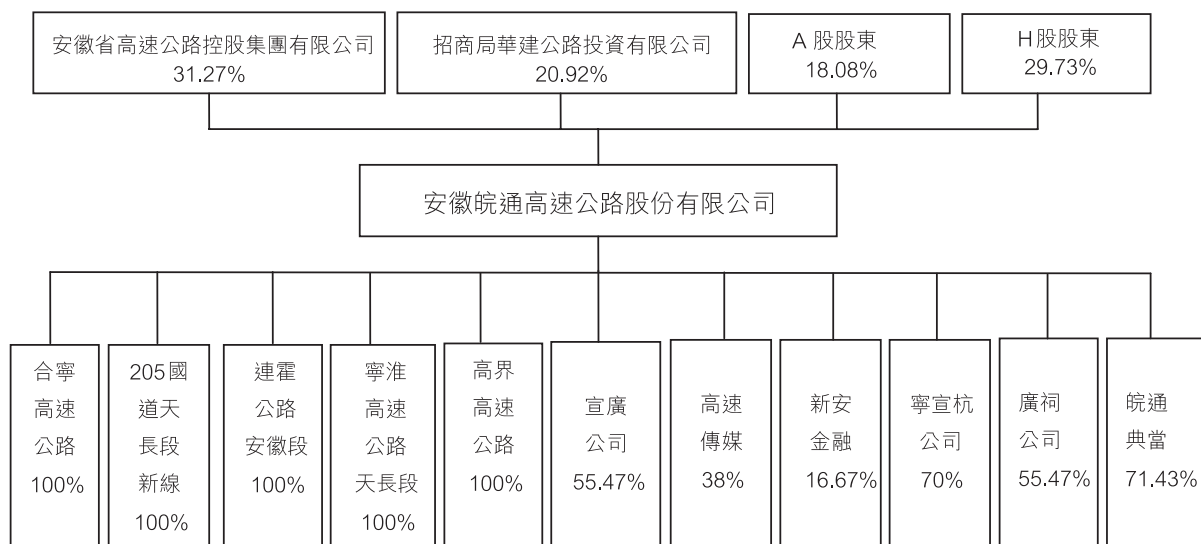 安徽省高速公路控股集團有限公司
31.27%
招商局華建公路投資有限公司
20.92%
A 股股東
18.08%
H股股東
29.73%
安徽皖通高速公路股份有限公司
合寧
高速
公路
100%
205國
道天
長段
新線
100%
連霍
公路
安徽段
100%
寧淮
高速
公路
天長段
100%
高界
高速
公路
100%
宣廣
公司
55.47%
高速
傳媒
38%
新安
金融
16.67%
寧宣杭
公司
70%
廣祠
公司
55.47%
皖通
典當
71.43%